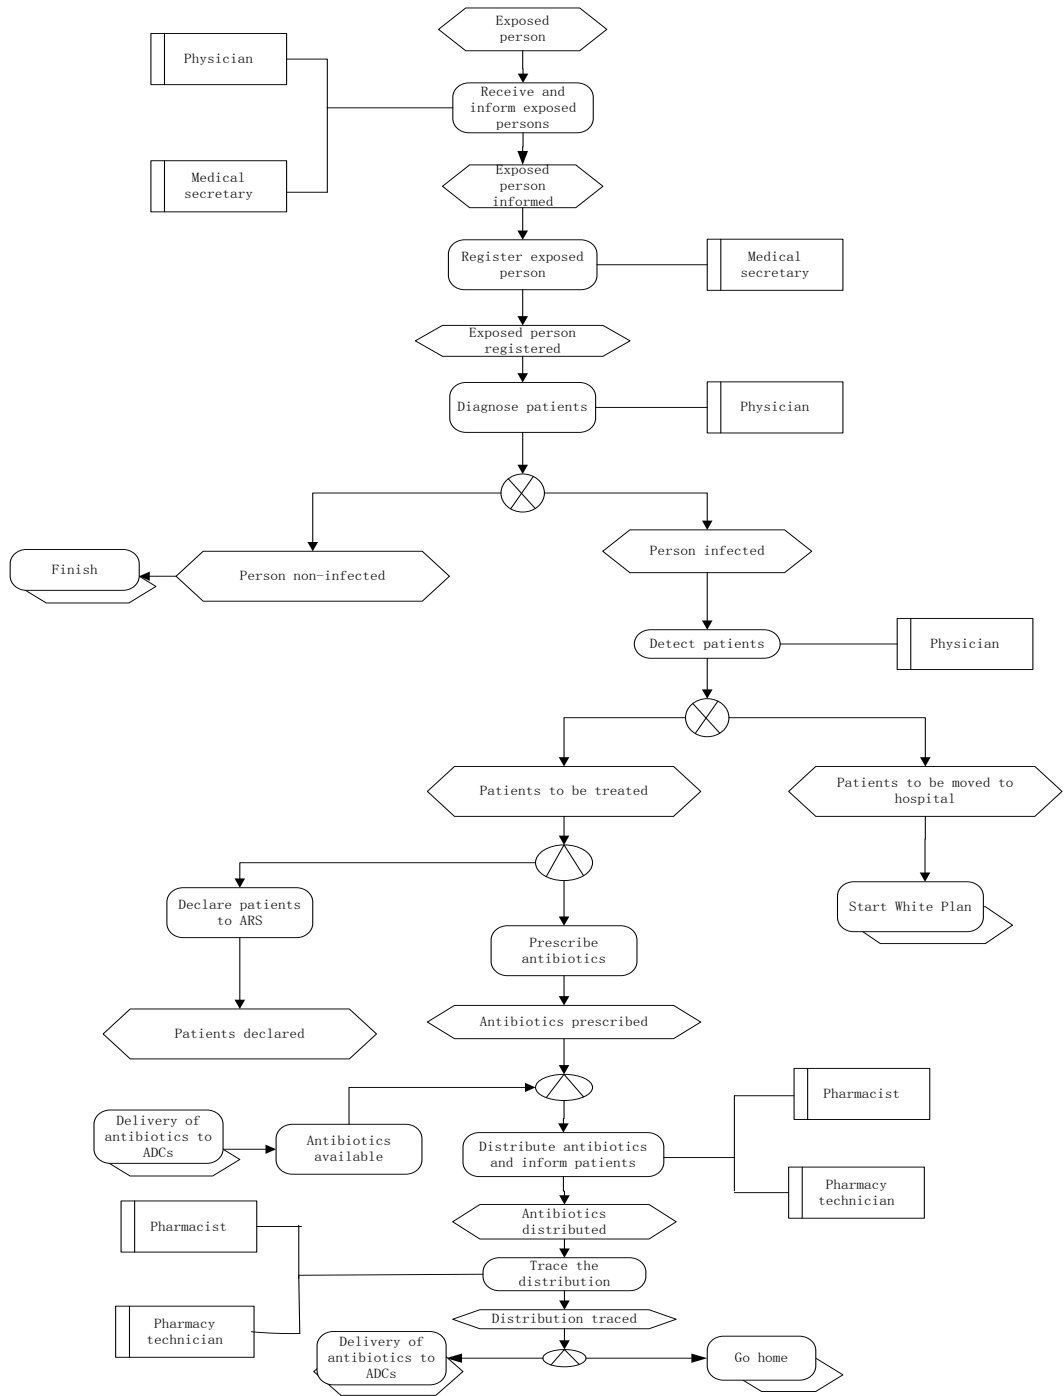 Exposed
person
Physician
Receive and
inform exposed
persons
Medical
secretary
Exposed
person
informed
Register exposed
person
Medical
secretary
Exposed person
registered
Diagnose patients
Physician
Person infected
Finish
Person non-infected
Detect patients
Physician
Patients to be treated
Patients to be moved to
hospital
Declare patients
to ARS
Start White Plan
Prescribe
antibiotics
Patients declared
Antibiotics prescribed
Pharmacist
Delivery of
antibiotics to
ADCs
Antibiotics
available
Distribute antibiotics
and inform patients
Pharmacy
technician
Pharmacist
Antibiotics
distributed
Trace the
distribution
Pharmacy
technician
Distribution traced
Delivery of
antibiotics to
ADCs
Go home